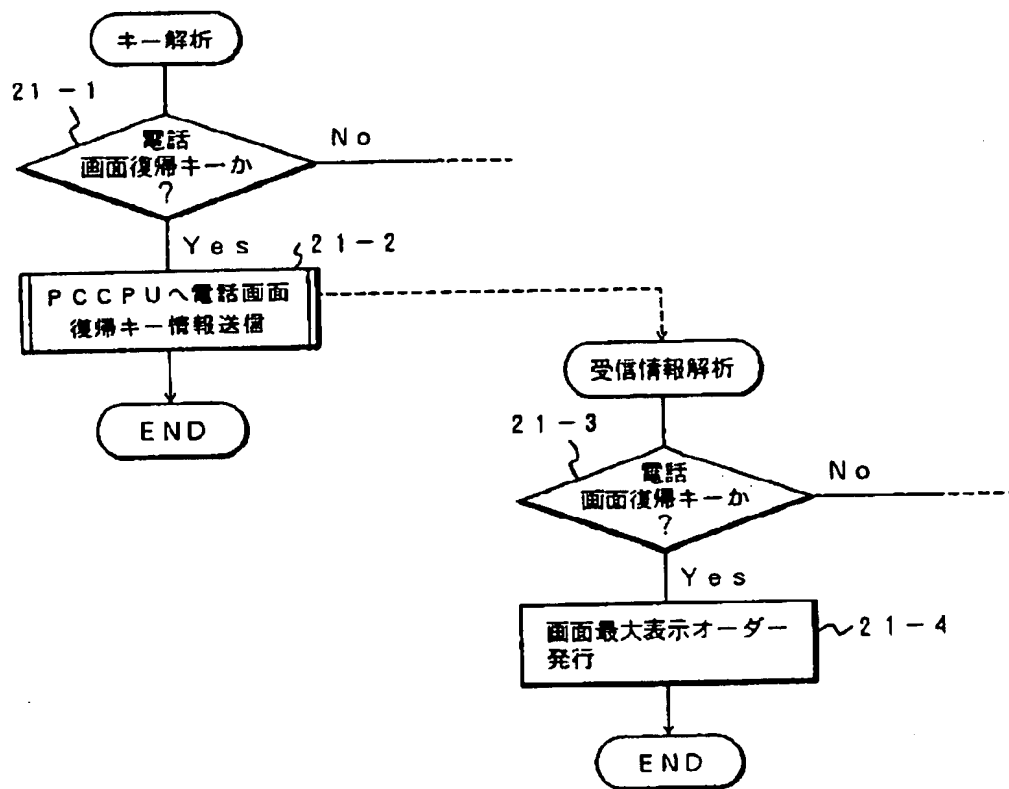 キー解析
21-1
電話
画面復帰キーか
?
No
Yes
21-2
PCCPUへ電話画面
復帰キー情報送信
END
受信情報解析
21-3
電話
画面復帰キーか
?
No
Yes
画面最大表示オーダー
発行
21-4
END